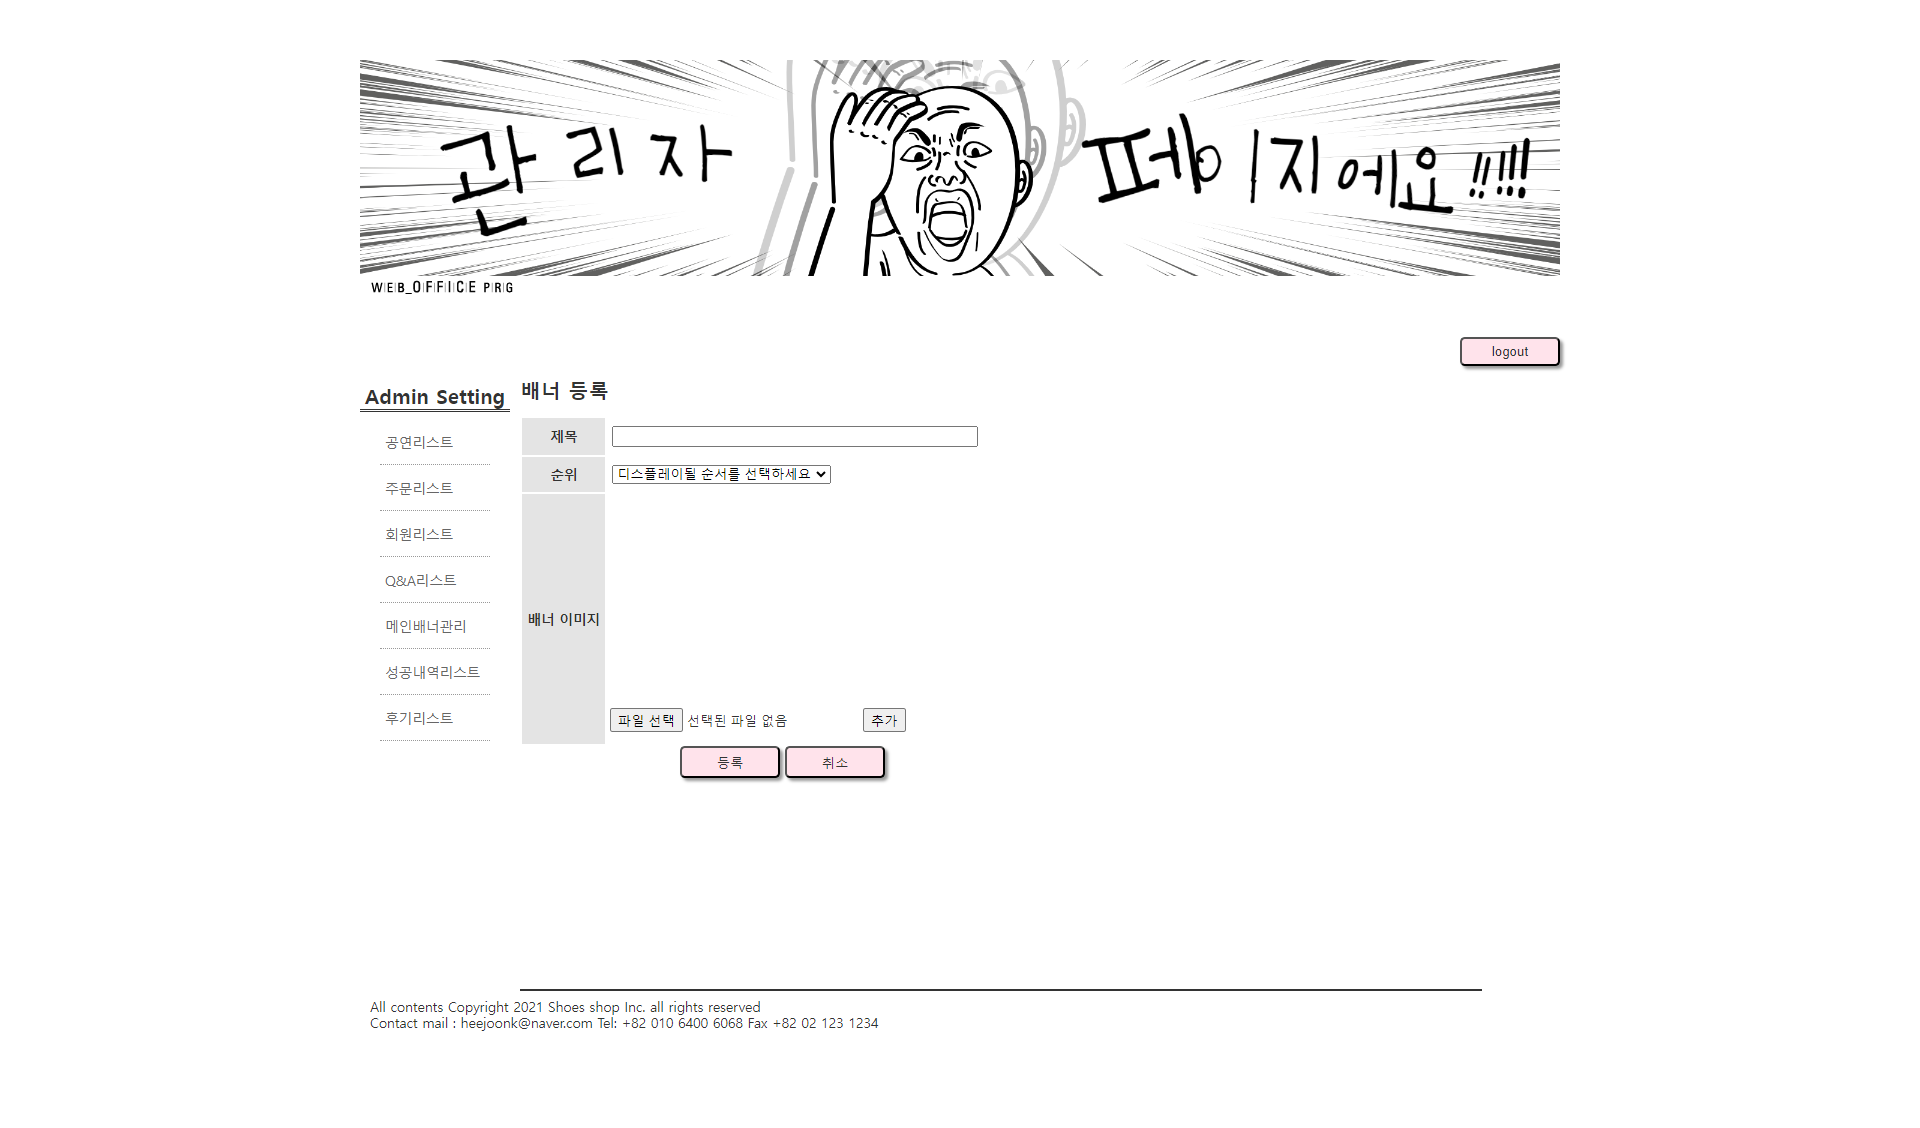 관리자 페이지에요!!!!!
WEB_OFFICE PRG
logout
Admin Setting
공연리스트
주문리스트
회원리스트
Q&A리스트
메인배너관리
성공내역리스트
후기리스트
배너 등록
제목
순위 디스플레이될 순서를 선택하세요
배너 이미지
파일 선택 선택된 파일 없음 추가
등록 취소
All contents Copyright 2021 Shoes shop Inc. all rights reserved
Contact mail : heejoonk@naver.com Tel: +82 010 6400 6068 Fax +82 02 123 1234